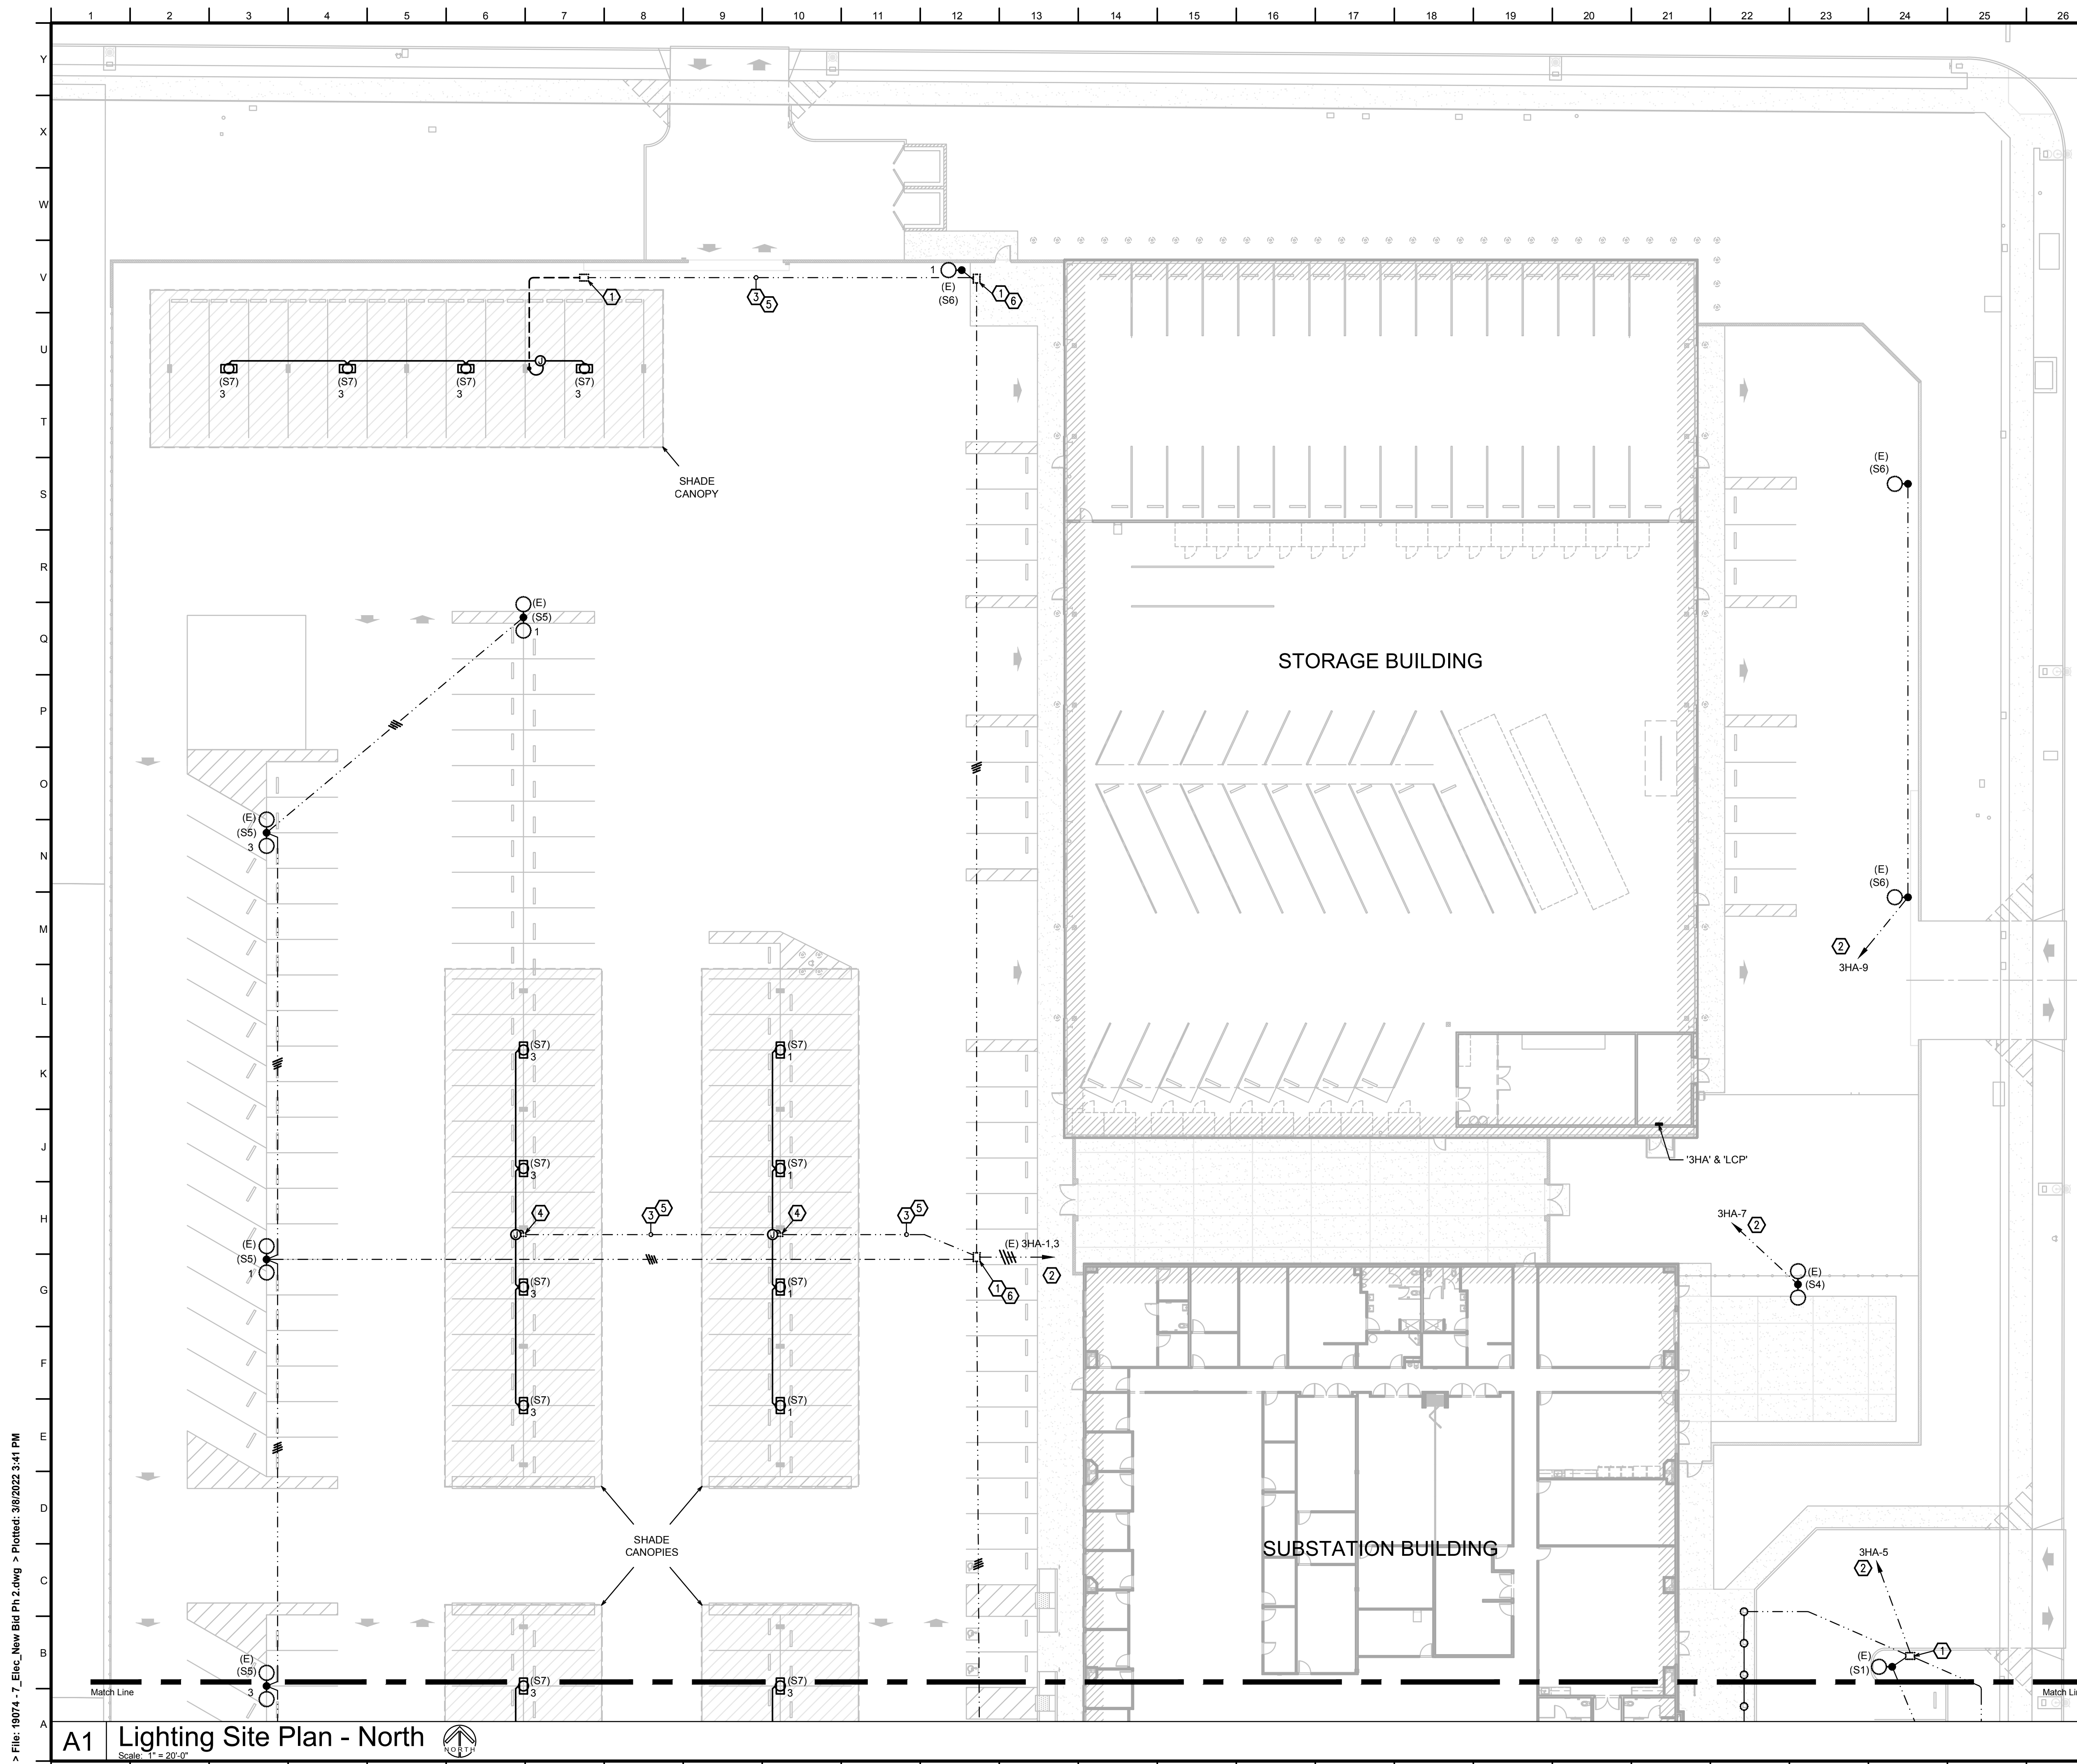 1 2 3 4 5 6 7 8 9 10 11 12 13 14 15 16 17 18 19 20 21 22 23 24 25 26
Y
X
W
V
U
T
S
R
Q
P
O
N
M
L
K
J
H
G
F
E
D
C
B
A
1
(E)
(S6)
1
6
3
5
1
(S7)
3
(S7)
3
(S7)
3
(S7)
3
J
SHADE
CANOPY
(E)
(S6)
(E)
(S5)
1
STORAGE BUILDING
(E)
(S5)
3
(E)
(S6)
2
3HA-9
(S7)
3
(S7)
1
(S7)
3
(S7)
1
'3HA' & 'LCP'
4
3
5
4
3
5
J
J
3HA-7
2
(E)
(S5)
1
(E) 3HA-1,3
2
1
6
(E)
(S4)
(S7)
3
(S7)
1
(S7)
3
(S7)
1
SHADE
CANOPIES
SUBSTATION BUILDING
3HA-5
2
1
(E)
(S1)
(E)
(S5)
3
(S7)
3
(S7)
3
Match Line
Match Li
A1
Lighting Site Plan - North
NORTH
Scale: 1" = 20'-0"
> File: 19074 - 7_Elec_New Bid Ph 2.dwg > Plotted: 3/8/2022 3:41 PM